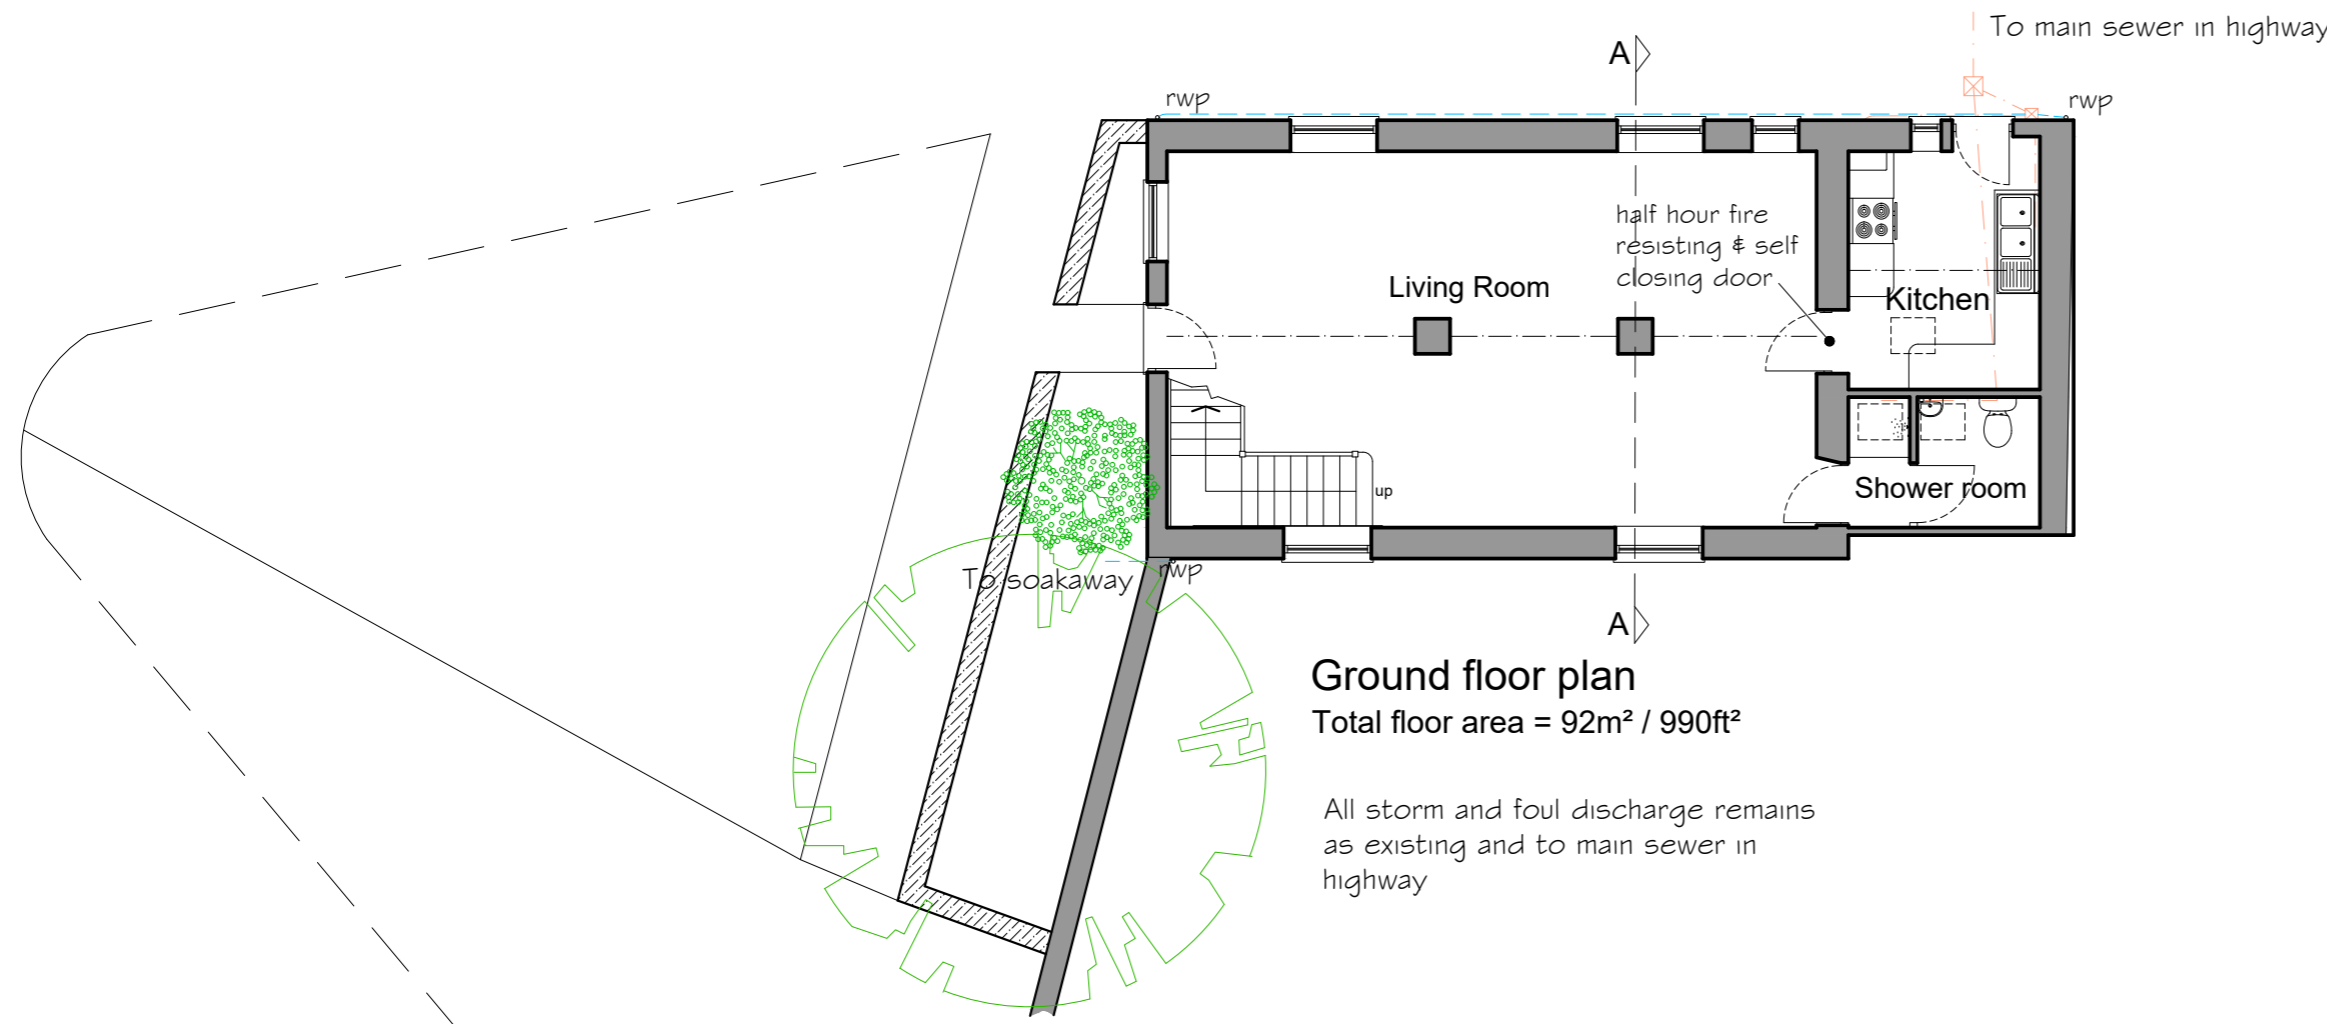 To main sewer in highway
A
rwp
rwp
half hour fire
resisting & self
closing door
Living Room
Kitchen
up
Shower room
To soakaway
rwp
A
Ground floor plan
Total floor area = 92m² / 990ft²
All storm and foul discharge remains
as existing and to main sewer in
highway